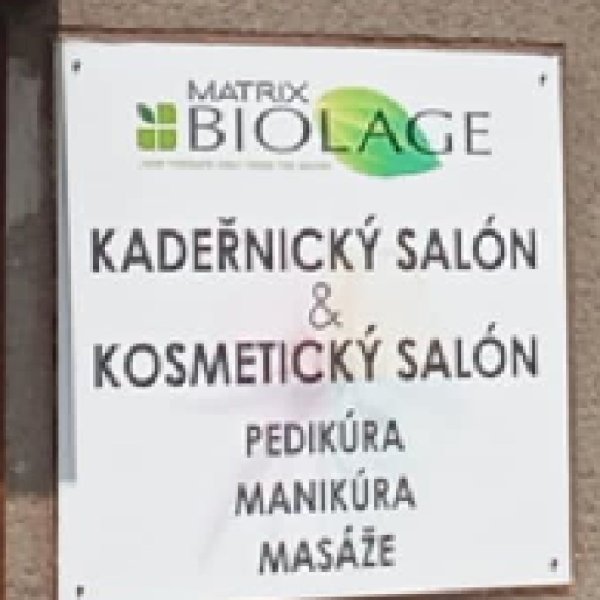 MATRIX
BIOLAGE
KADEŘNICKÝ SALÓN
&
KOSMETICKÝ SALÓN
PEDIKÚRA
MANIKÚRA
MASÁŽE